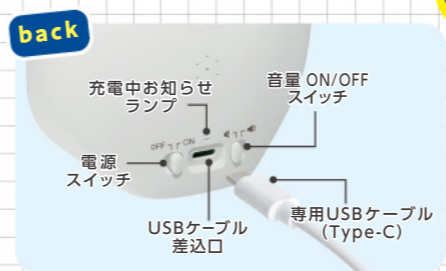 back
充電中お知らせ
ランプ
音量 ON/OFF
スイッチ
OFF ON
電源
スイッチ
USBケーブル
差込口
専用USBケーブル
(Type-C)